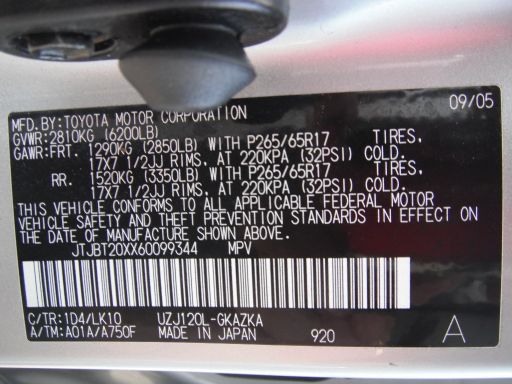 MFD.BY:TOYOTA MOTOR CORPORATION 09/05
GVWR:2810KG (6200LB)
GAWR:FRT. 1290KG (2850LB) WITH P265/65R17 TIRES,
17X7 1/2JJ RIMS, AT 220KPA (32PSI) COLD.
RR. 1520KG (3350LB) WITH P265/65R17 TIRES,
17X7 1/2JJ RIMS, AT 220KPA (32PSI) COLD.
THIS VEHICLE CONFORMS TO ALL APPLICABLE FEDERAL MOTOR
VEHICLE SAFETY AND THEFT PREVENTION STANDARDS IN EFFECT ON
THE DATE OF MANUFACTURE SHOWN ABOVE.
JTJBT20XX60099344 MPV
C/TR:1D4/LK10 UZJ120L-GKAZKA
A/TM:A01A/A750F MADE IN JAPAN 920 A